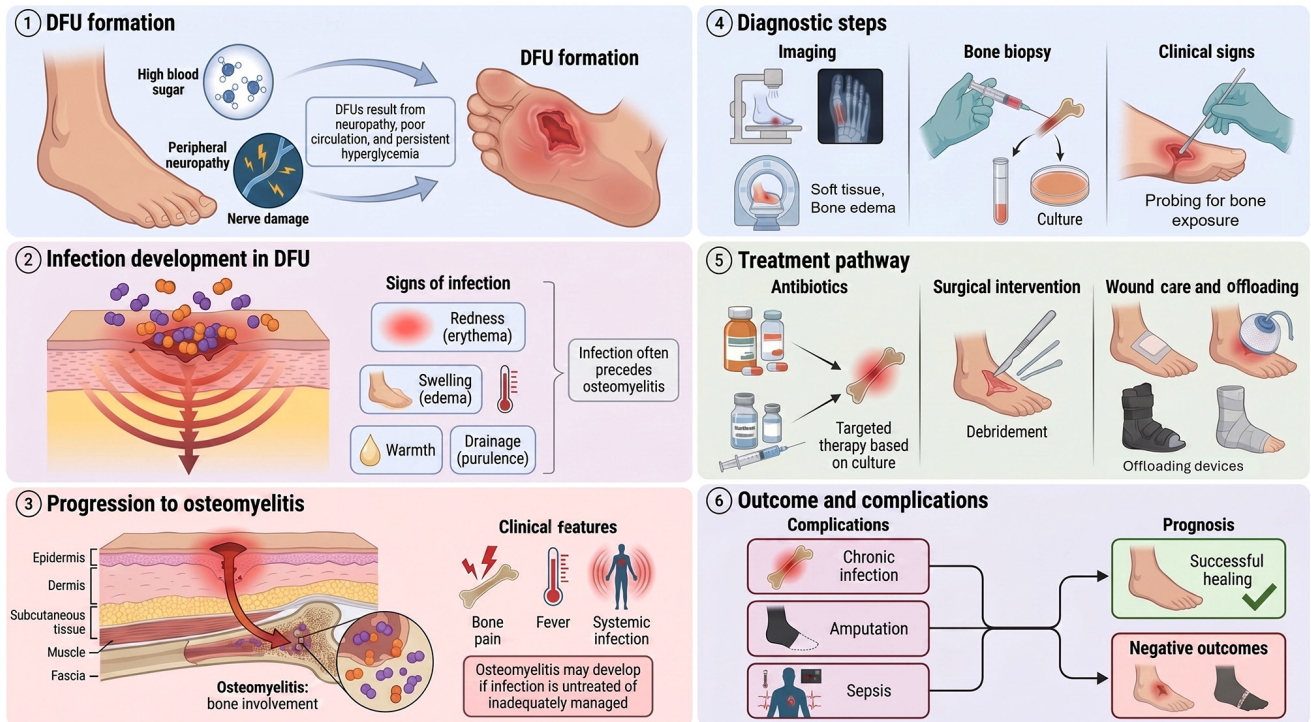 1 DFU formation
High blood
sugar
Peripheral
neuropathy
Nerve damage
DFUs result from
neuropathy, poor
circulation, and persistent
hyperglycemia
DFU formation
2 Infection development in DFU
Signs of infection
Redness
(erythema)
Swelling
(edema)
Warmth
Drainage
(purulence)
Infection often
precedes
osteomyelitis
3 Progression to osteomyelitis
Epidermis
Dermis
Subcutaneous
tissue
Muscle
Fascia
Osteomyelitis:
bone involvement
Clinical features
Bone
pain
Fever
Systemic
infection
Osteomyelitis may develop
if infection is untreated of
inadequately managed
4 Diagnostic steps
Imaging
Soft tissue,
Bone edema
Bone biopsy
Culture
Clinical signs
Probing for bone
exposure
5 Treatment pathway
Antibiotics
Targeted
therapy based
on culture
Surgical intervention
Debridement
Wound care and offloading
Offloading devices
6 Outcome and complications
Complications
Chronic
infection
Amputation
Sepsis
Prognosis
Successful
healing
Negative outcomes